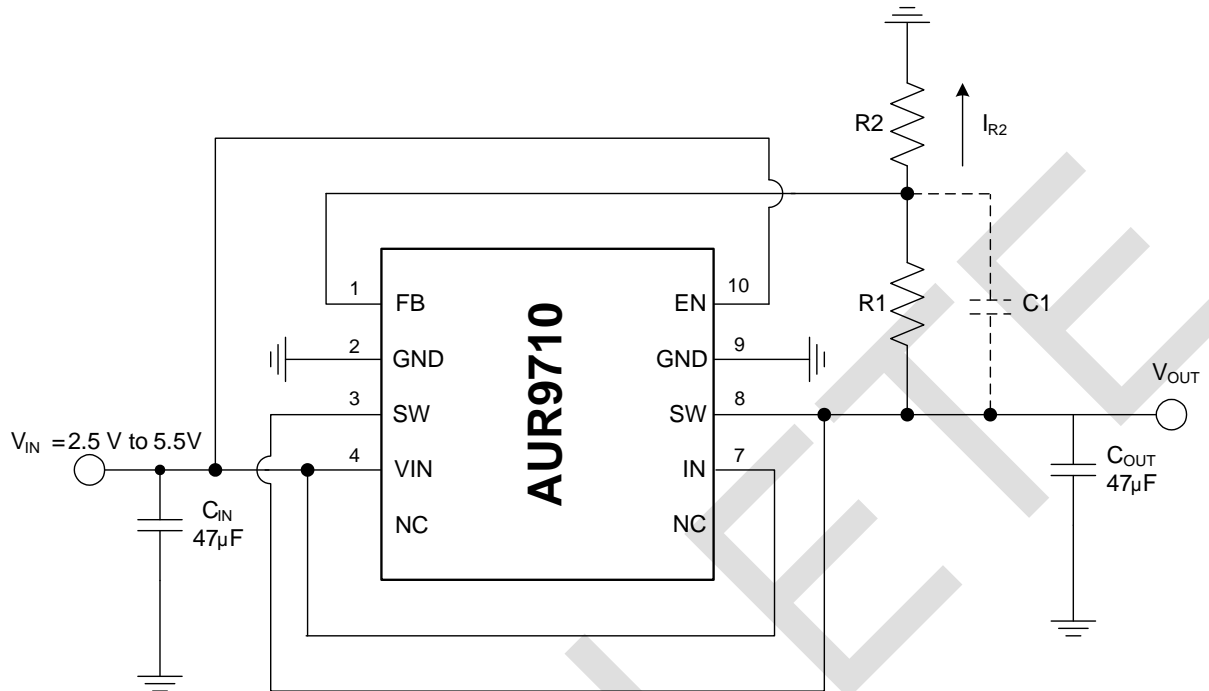 R2
I_R2
1
FB
EN
10
R1
C1
AUR9710
2
GND
GND
9
V_OUT
3
SW
SW
8
V_IN = 2.5 V to 5.5V
4
VIN
IN
7
C_OUT
47µF
C_IN
47µF
NC
NC
LETE